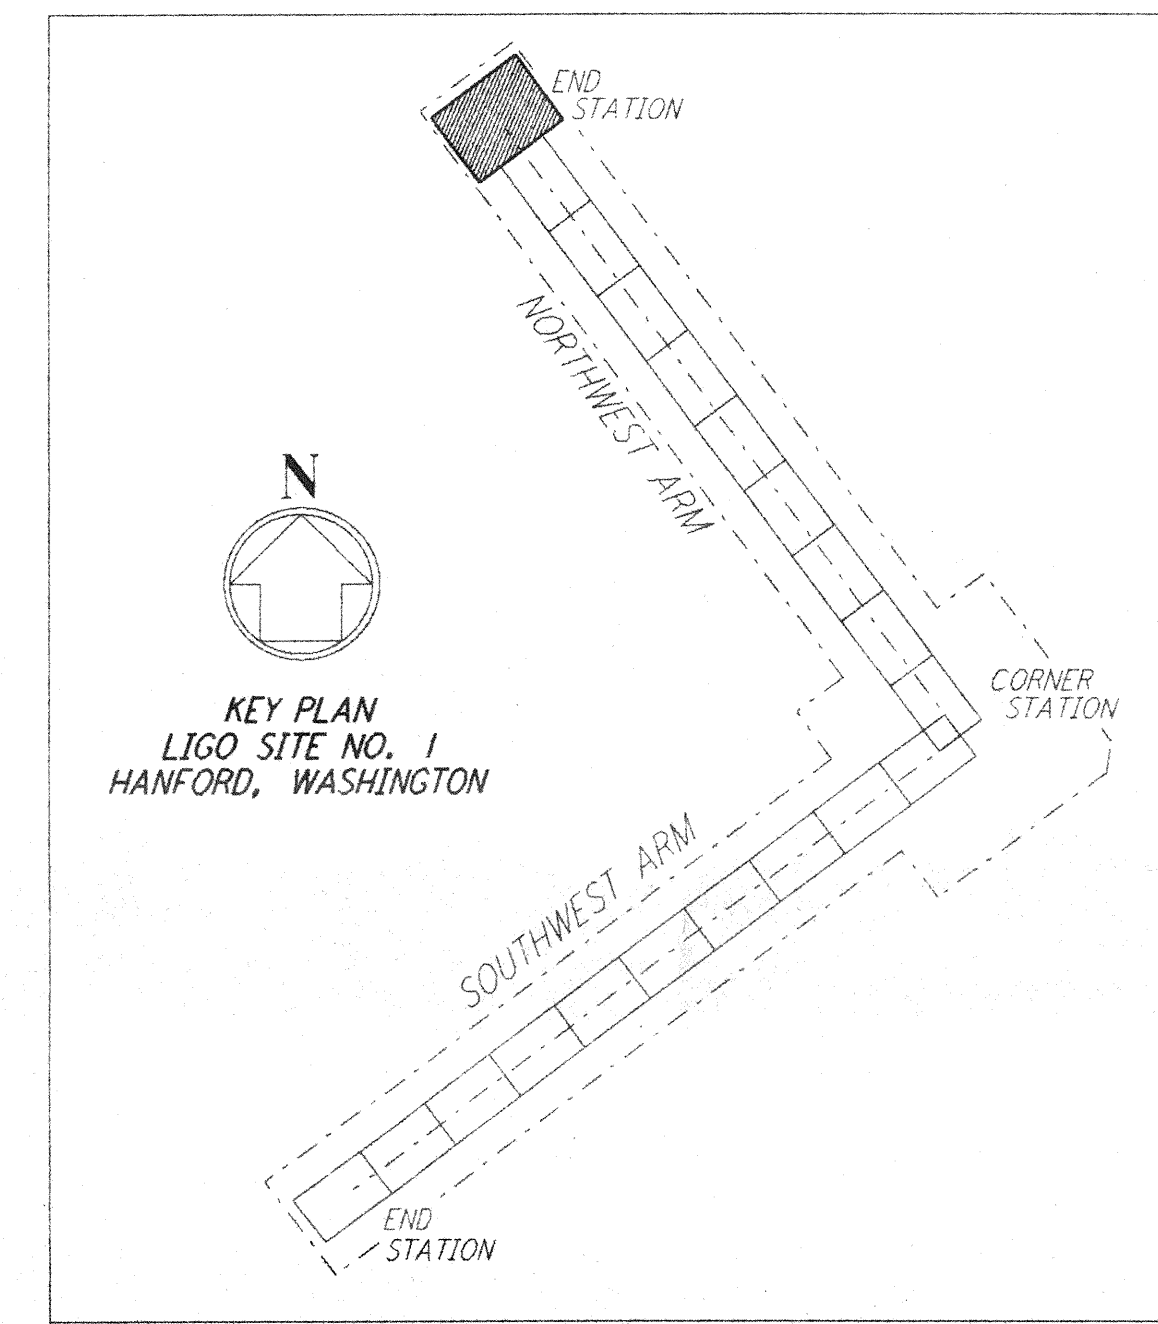 END
STATION
NORTHWEST ARM
N
KEY PLAN
LIGO SITE NO. 1
HANFORD, WASHINGTON
CORNER
STATION
SOUTHWEST ARM
END
STATION